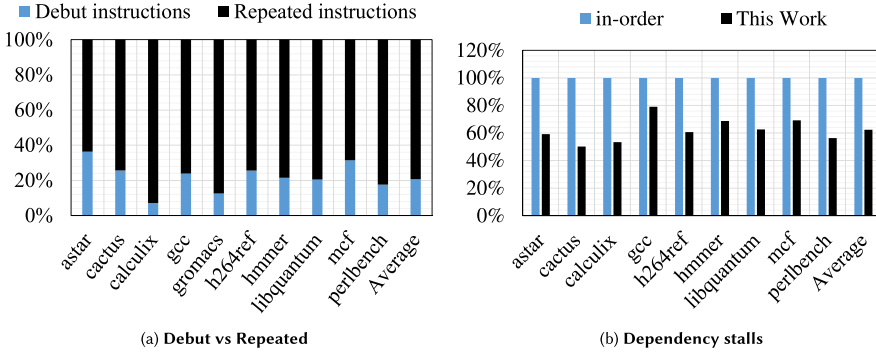 Debut instructions Repeated instructions
100%
80%
60%
40%
20%
0%
astar
cactus
calculix
gcc
gromacs
h264ref
hmmer
libquantum
mcf
perlbench
Average
(a) Debut vs Repeated
in-order This Work
120%
100%
80%
60%
40%
20%
0%
astar
cactus
calculix
gcc
h264ref
hmmer
libquantum
mcf
perlbench
Average
(b) Dependency stalls